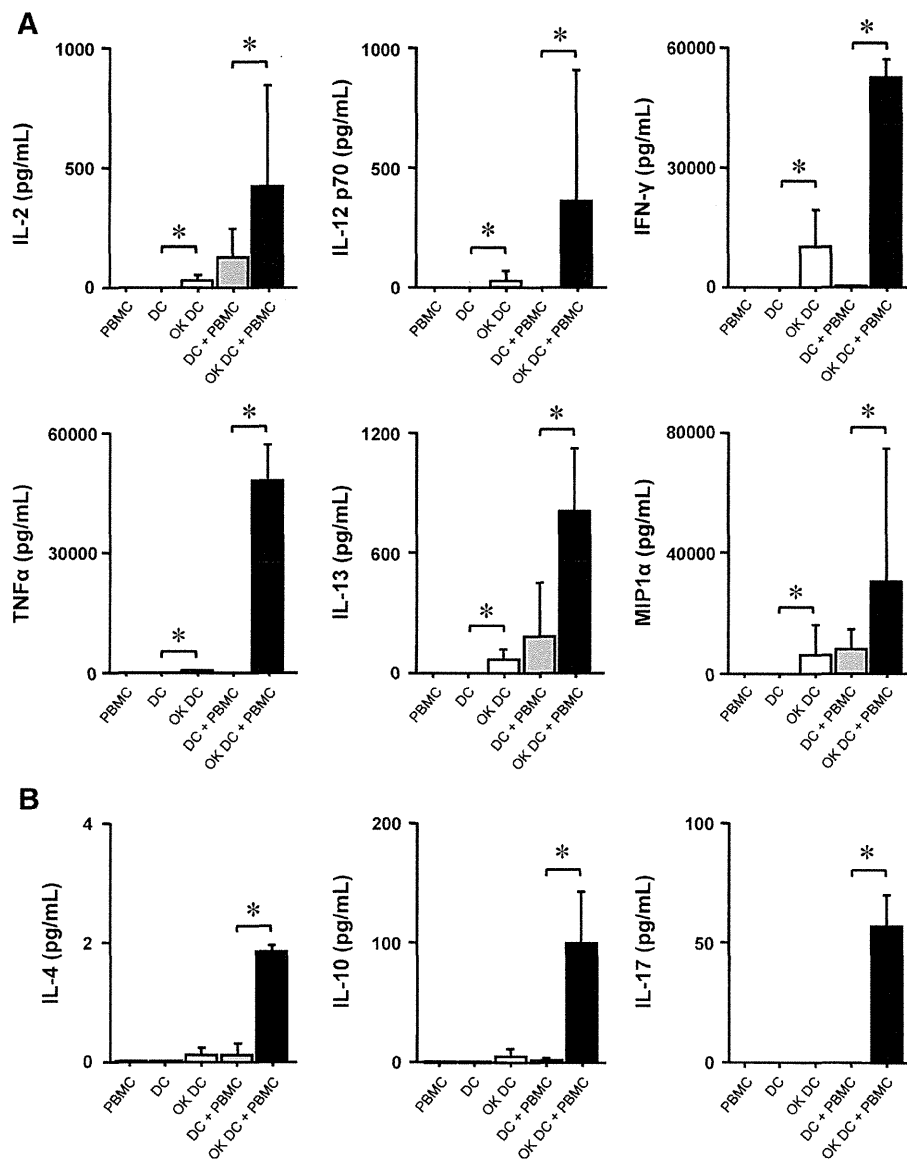 A
IL-2 (pg/mL)
1000
500
0
*
*
PBMC
DC
OK DC
DC + PBMC
OK DC + PBMC
IL-12 p70 (pg/mL)
1000
500
0
*
*
PBMC
DC
OK DC
DC + PBMC
OK DC + PBMC
IFN-γ (pg/mL)
60000
30000
0
*
*
PBMC
DC
OK DC
DC + PBMC
OK DC + PBMC
TNFα (pg/mL)
60000
30000
0
*
*
PBMC
DC
OK DC
DC + PBMC
OK DC + PBMC
IL-13 (pg/mL)
1200
600
0
*
*
PBMC
DC
OK DC
DC + PBMC
OK DC + PBMC
MIP1α (pg/mL)
80000
40000
0
*
*
PBMC
DC
OK DC
DC + PBMC
OK DC + PBMC
B
IL-4 (pg/mL)
4
2
0
*
PBMC
DC
OK DC
DC + PBMC
OK DC + PBMC
IL-10 (pg/mL)
200
100
0
*
PBMC
DC
OK DC
DC + PBMC
OK DC + PBMC
IL-17 (pg/mL)
100
50
0
*
PBMC
DC
OK DC
DC + PBMC
OK DC + PBMC